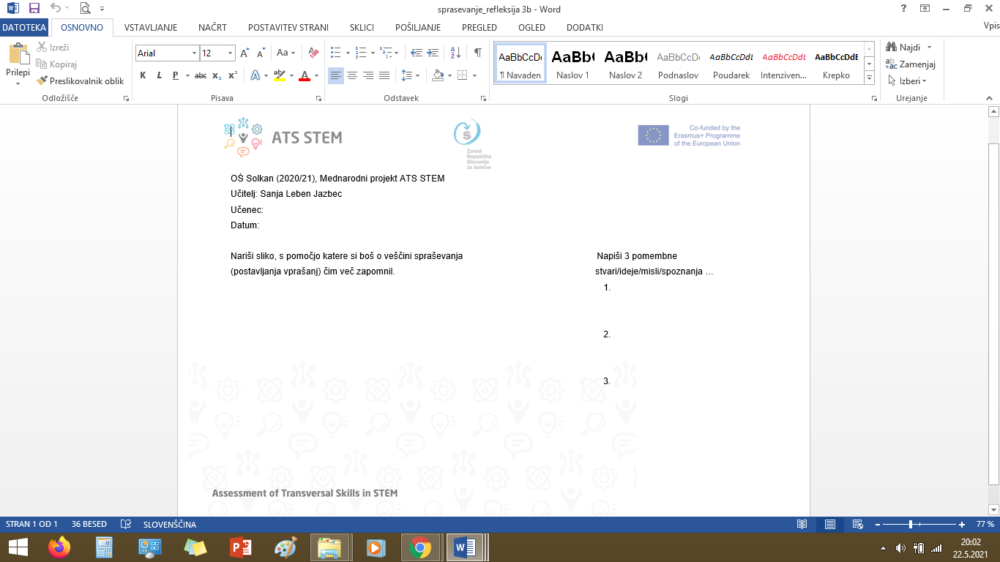 sprasevanje_refleksija 3b - Word
?
DATOTEKA OSNOVNO VSTAVLJANJE NAČRT POSTAVITEV STRANI SKLICI POŠILJANJE PREGLED OGLED DODATKI Vpis
Prilepi
Izreži
Kopiraj
Preslikovalnik oblik
Odložišče
Arial 12
K L P abc x₂ x²
Pisava
Odstavek
AaBbCcDc AaBbC AaBbC AaBbCcDc AaBbCcDdE AaBbCcDdE AaBbCcDdE
¶ Navaden Naslov 1 Naslov 2 Podnaslov Poudarek Intenziven... Krepko
Slogi
Najdi
Zamenjaj
Izberi
Urejanje
ATS STEM
Zavod
Republike
Slovenije
za šolstvo
Co-funded by the
Erasmus+ Programme
of the European Union
OŠ Solkan (2020/21), Mednarodni projekt ATS STEM
Učitelj: Sanja Leben Jazbec
Učenec:
Datum:
Nariši sliko, s pomočjo katere si boš o veščini spraševanja
(postavljanja vprašanj) čim več zapomnil.
Napiši 3 pomembne
stvari/ideje/misli/spoznanja …
1.
2.
3.
Assessment of Transversal Skills in STEM
STRAN 1 OD 1 36 BESED SLOVENŠČINA 77 %
20:02
22.5.2021